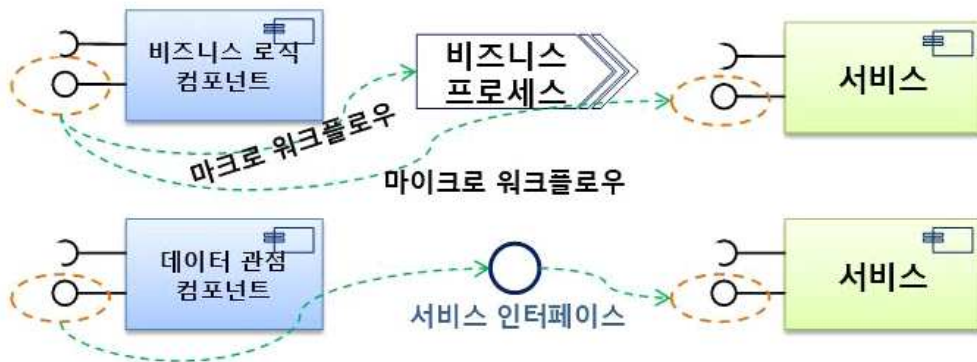 비즈니스 로직
컴포넌트
비즈니스
프로세스
서비스
마크로 워크플로우
마이크로 워크플로우
데이터 관점
컴포넌트
서비스 인터페이스
서비스